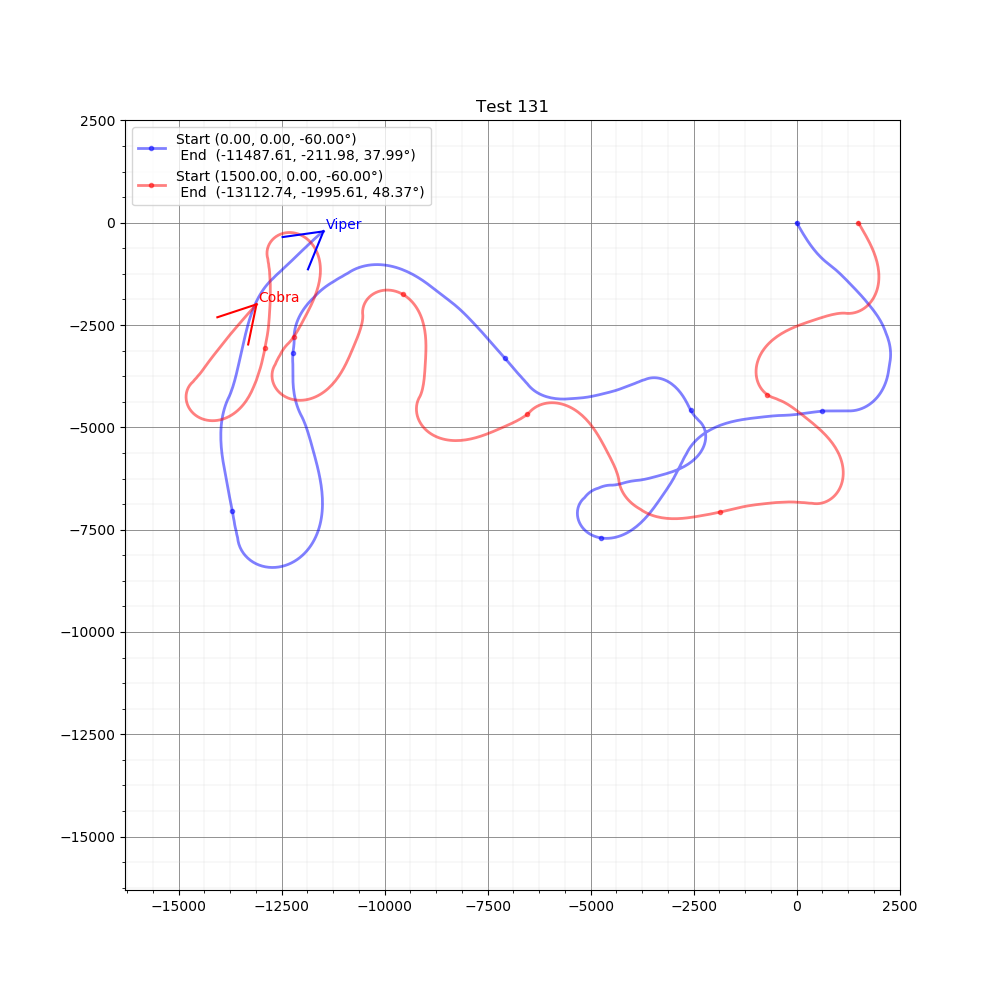 Test 131
Start (0.00, 0.00, -60.00°)
End  (-11487.61, -211.98, 37.99°)
Start (1500.00, 0.00, -60.00°)
End  (-13112.74, -1995.61, 48.37°)
Viper
Cobra
2500
0
−2500
−5000
−7500
−10000
−12500
−15000
−15000 −12500 −10000 −7500 −5000 −2500 0 2500